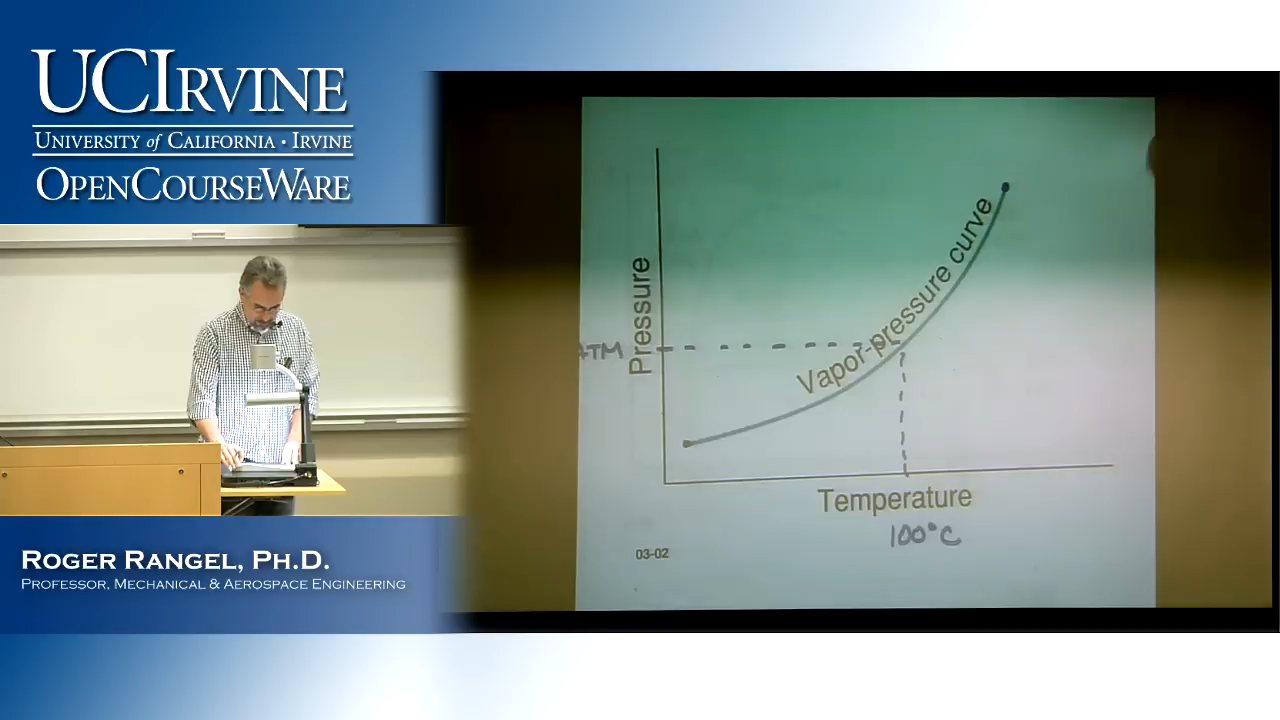 UCIRVINE
UNIVERSITY of CALIFORNIA · IRVINE
OPENCOURSEWARE
ROGER RANGEL, PH.D.
PROFESSOR, MECHANICAL & AEROSPACE ENGINEERING
Pressure
ATM
Vapor-pressure curve
Temperature
100°C
03-02